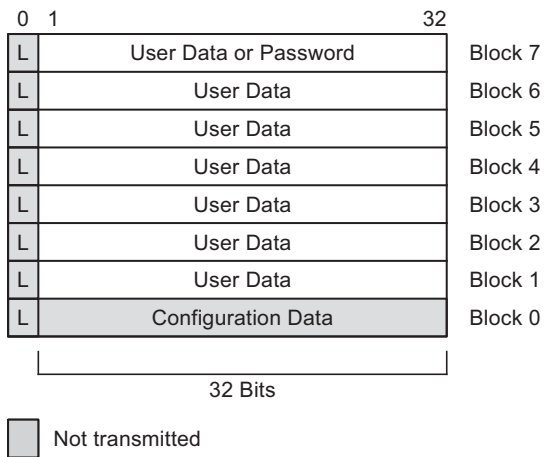 0 1 32
L User Data or Password Block 7
L User Data Block 6
L User Data Block 5
L User Data Block 4
L User Data Block 3
L User Data Block 2
L User Data Block 1
L Configuration Data Block 0
32 Bits
Not transmitted